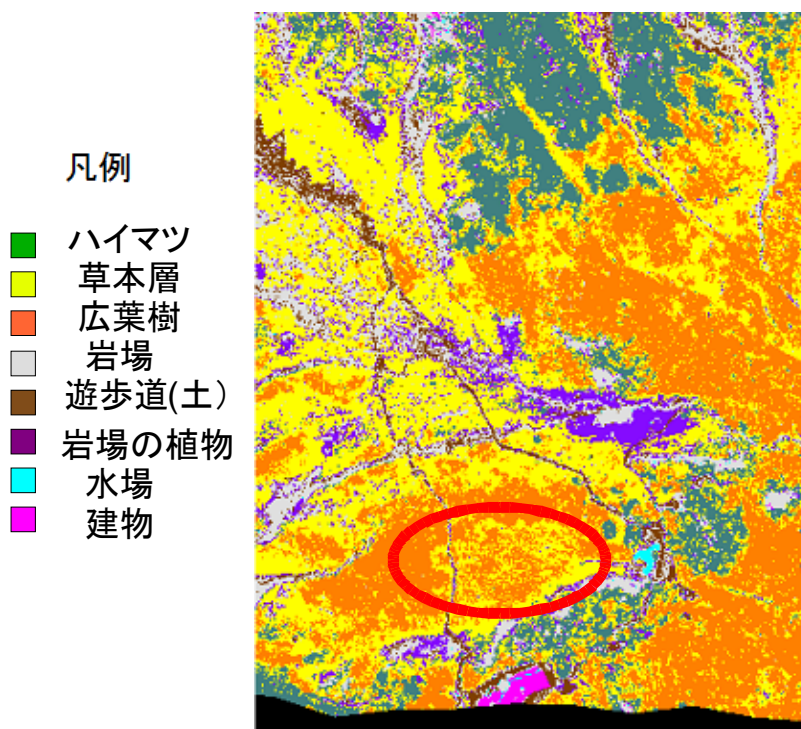 凡例
ハイマツ
草本層
広葉樹
岩場
遊歩道(土）
岩場の植物
水場
建物